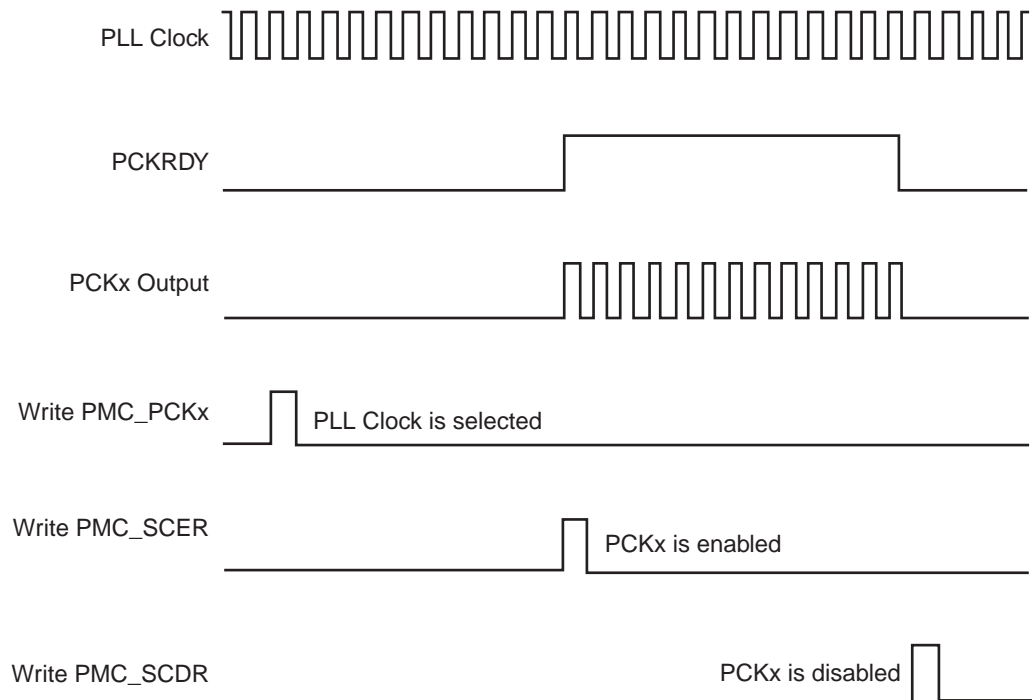 PLL Clock
PCKRDY
PCKx Output
Write PMC_PCKx
PLL Clock is selected
Write PMC_SCER
PCKx is enabled
Write PMC_SCDR
PCKx is disabled